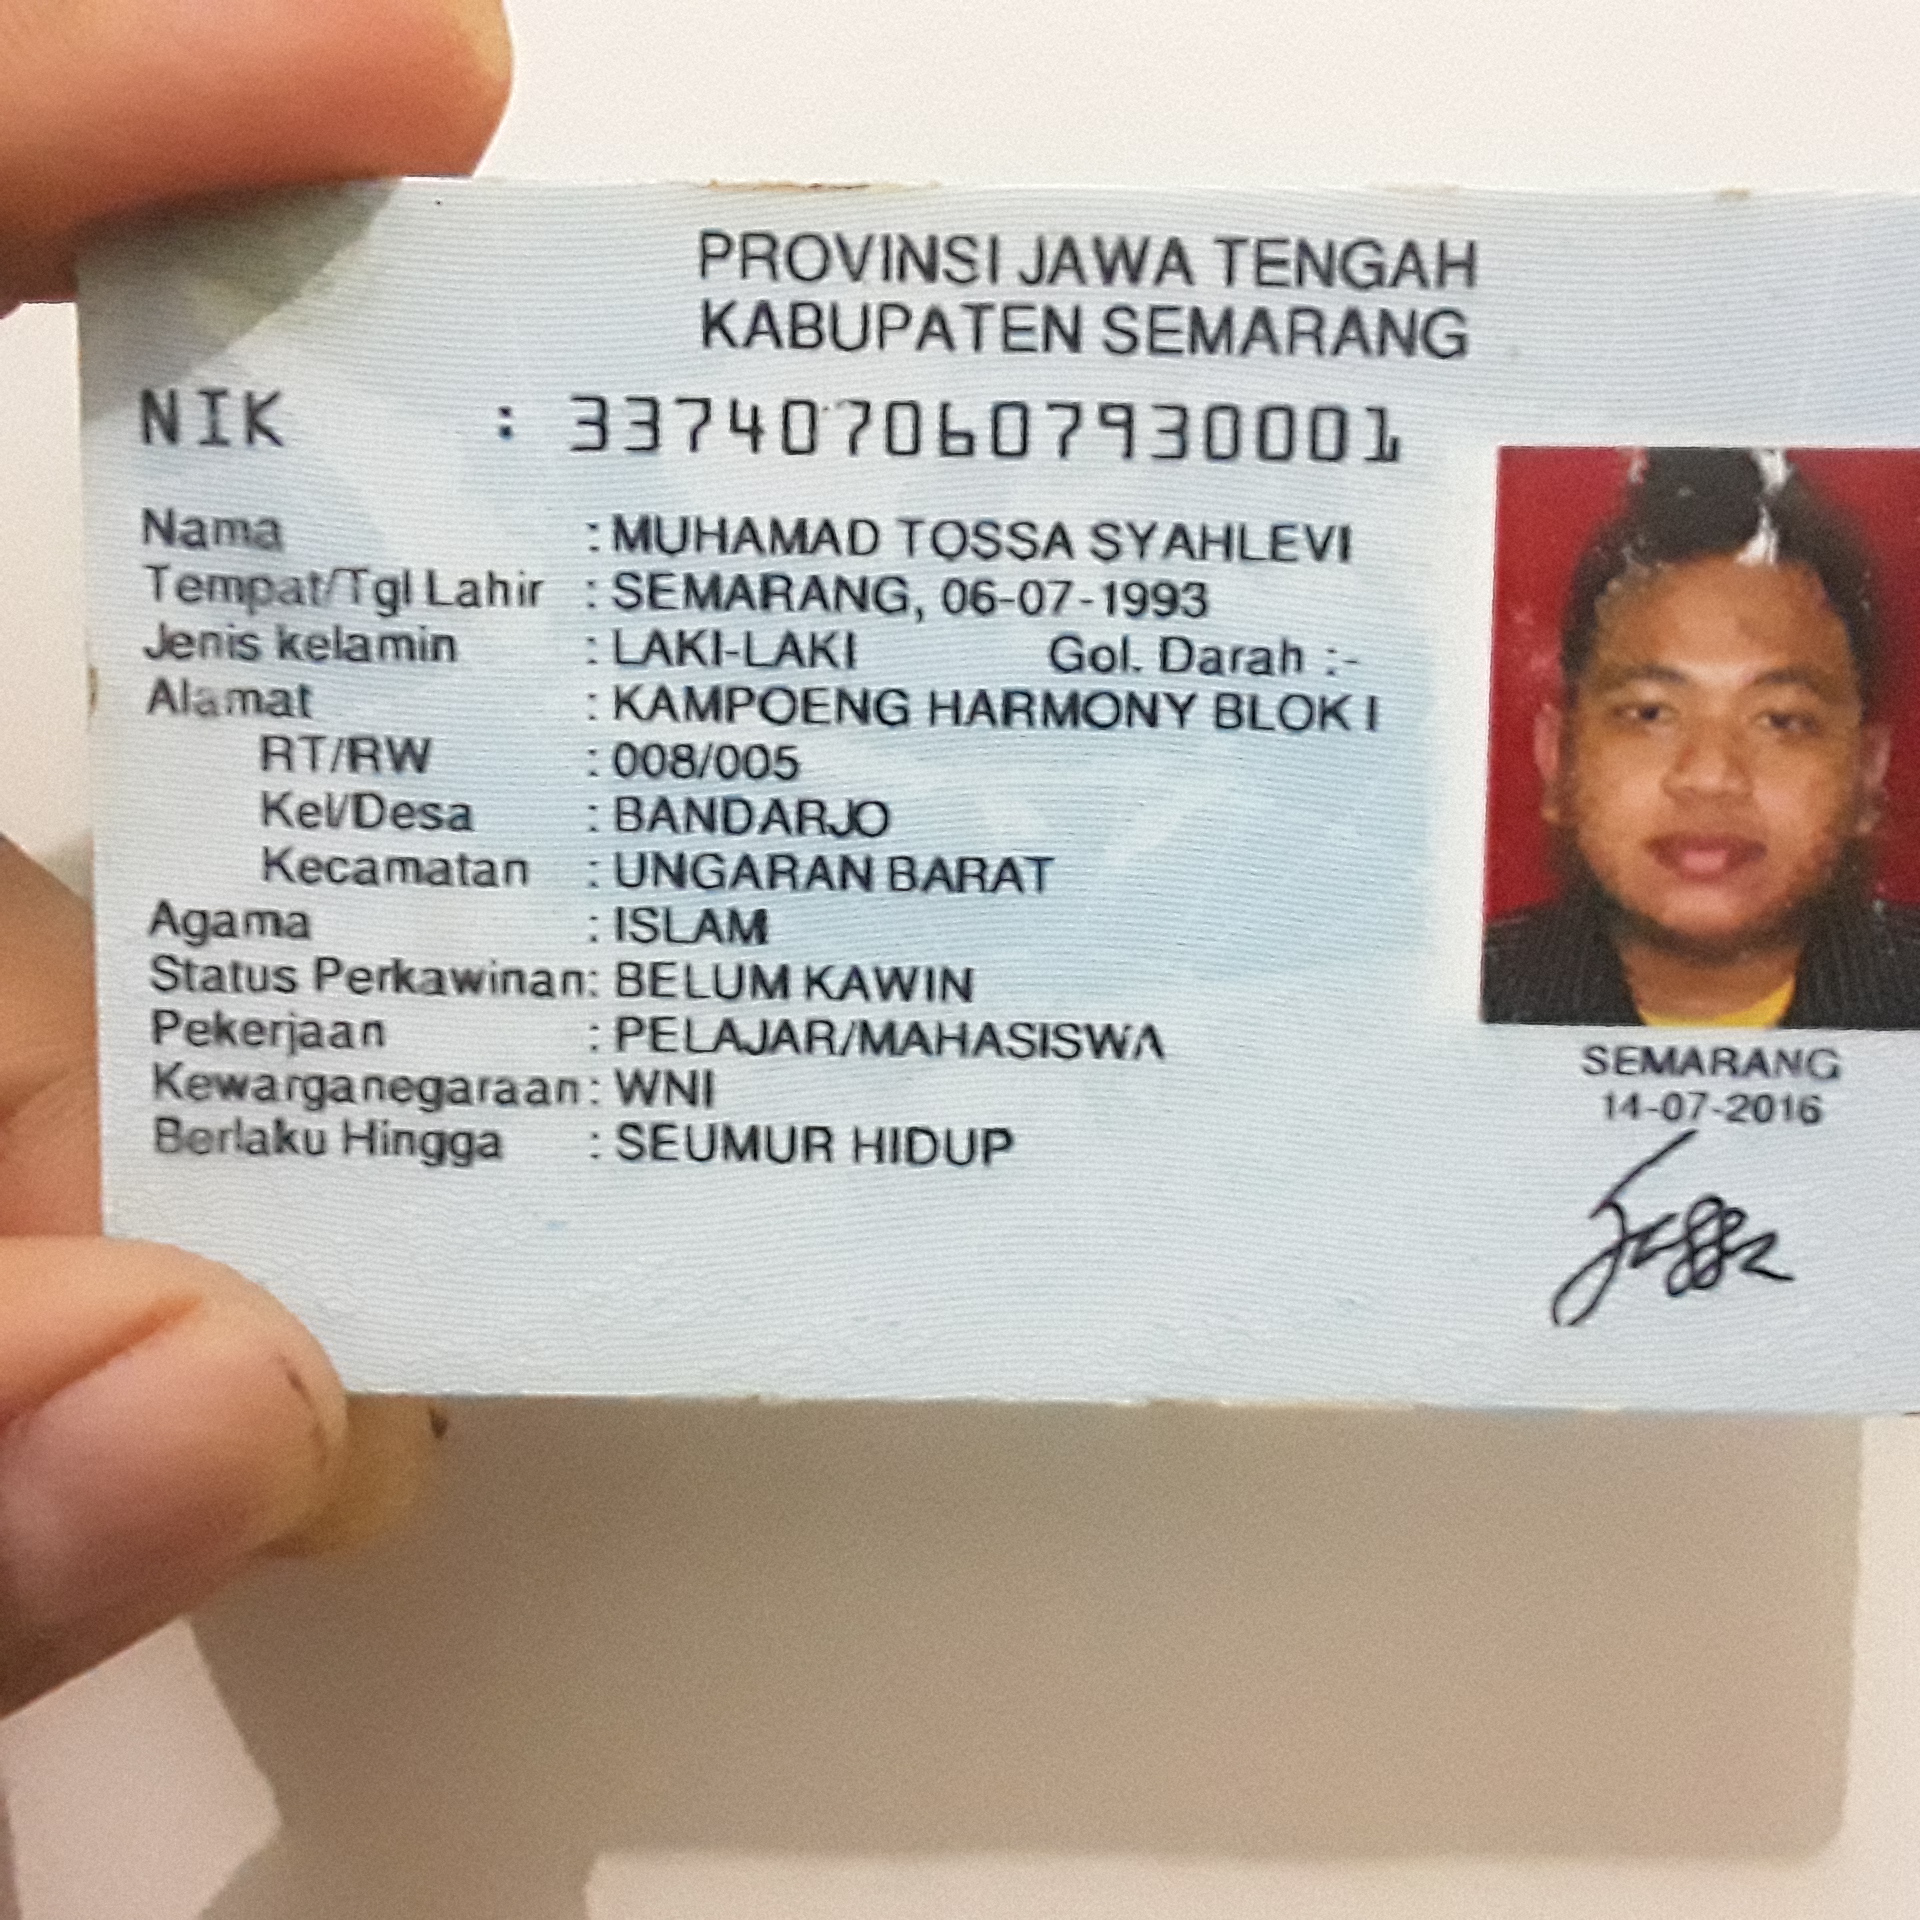 PROVINSI JAWA TENGAH
KABUPATEN SEMARANG
NIK : 3374070607930001
Nama : MUHAMAD TOSSA SYAHLEVI
Tempat/Tgl Lahir : SEMARANG, 06-07-1993
Jenis kelamin : LAKI-LAKI Gol. Darah :-
Alamat : KAMPOENG HARMONY BLOK I
RT/RW : 008/005
Kel/Desa : BANDARJO
Kecamatan : UNGARAN BARAT
Agama : ISLAM
Status Perkawinan: BELUM KAWIN
Pekerjaan : PELAJAR/MAHASISWA
Kewarganegaraan: WNI
Berlaku Hingga : SEUMUR HIDUP
SEMARANG
14-07-2016